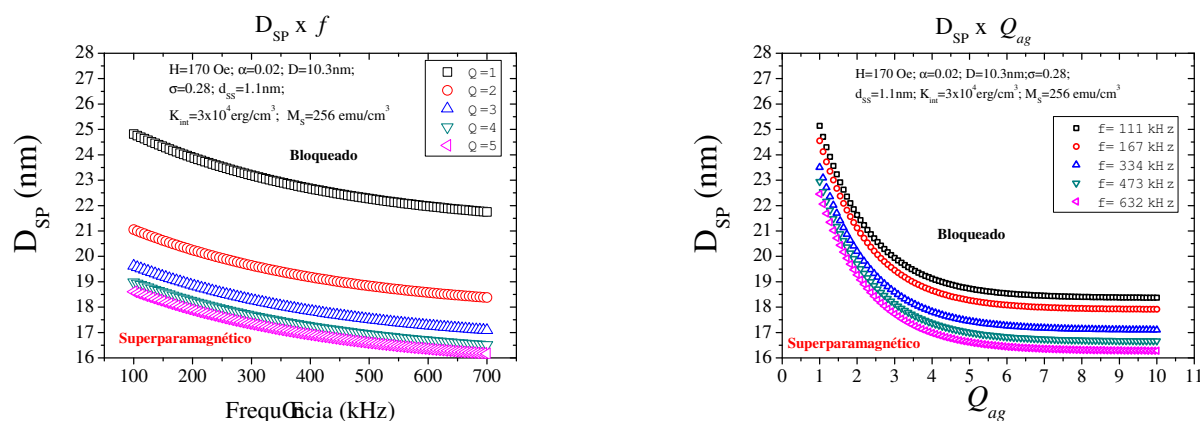 D_SP x f
28
27
26
25
24
23
22
21
20
19
18
17
16
D_SP (nm)
H=170 Oe; α=0.02; D=10.3nm;
σ=0.28; d_SS=1.1nm;
K_int=3x10^4erg/cm^3; M_S=256 emu/cm^3
Q=1
Q=2
Q=3
Q=4
Q=5
Bloqueado
Superparamagnético
100 200 300 400 500 600 700
(kHz)
D_SP x Q_ag
28
27
26
25
24
23
22
21
20
19
18
17
16
D_SP (nm)
H=170 Oe; α=0.02; D=10.3nm;σ=0.28;
d_SS=1.1nm; K_int=3x10^4erg/cm^3; M_S=256 emu/cm^3
f= 111 kHz
f= 167 kHz
f= 334 kHz
f= 473 kHz
f= 632 kHz
Bloqueado
Superparamagnético
0 1 2 3 4 5 6 7 8 9 10 11
Q_ag